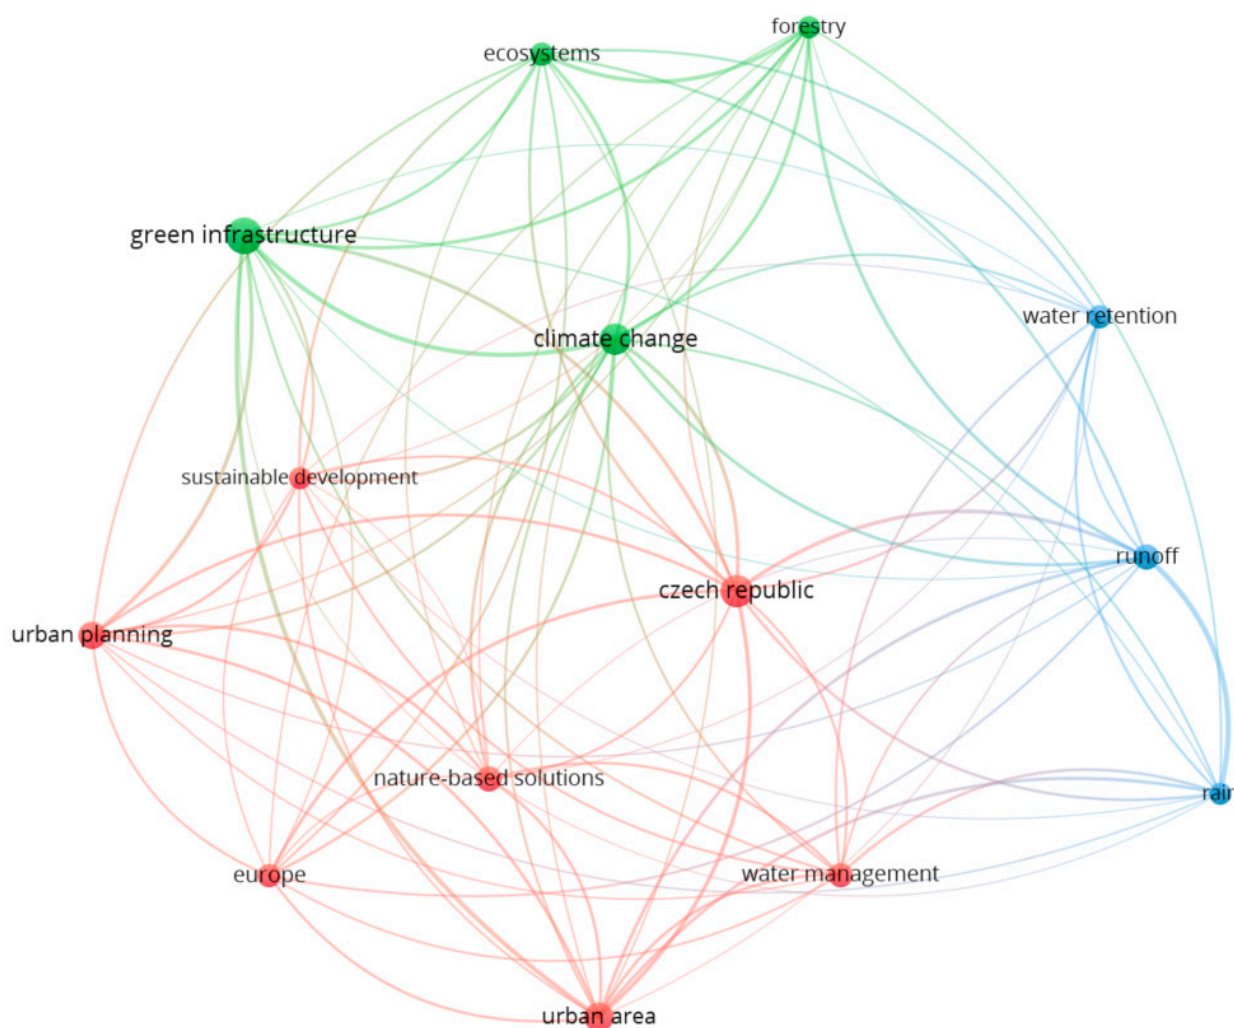 forestry
ecosystems
green infrastructure
water retention
climate change
sustainable development
runoff
czech republic
urban planning
nature-based solutions
rain
europe
water management
urban area